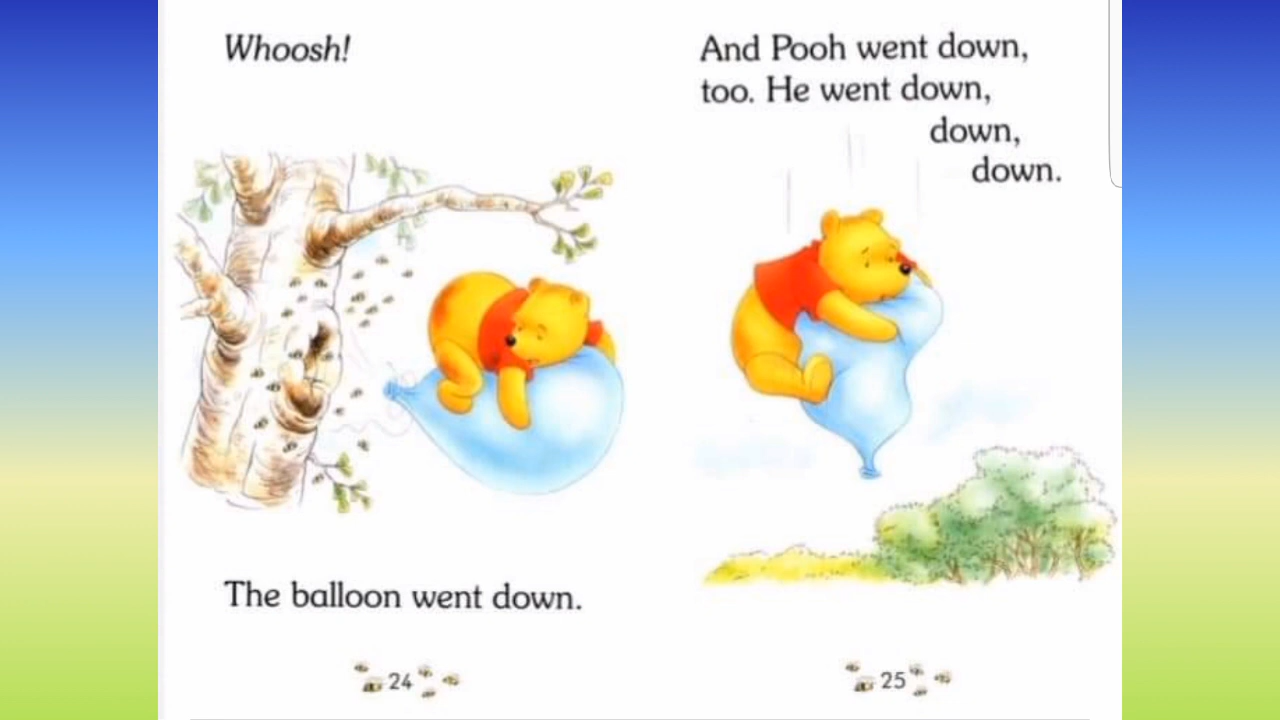 Whoosh!
The balloon went down.
24
And Pooh went down,
too. He went down,
down,
down.
25